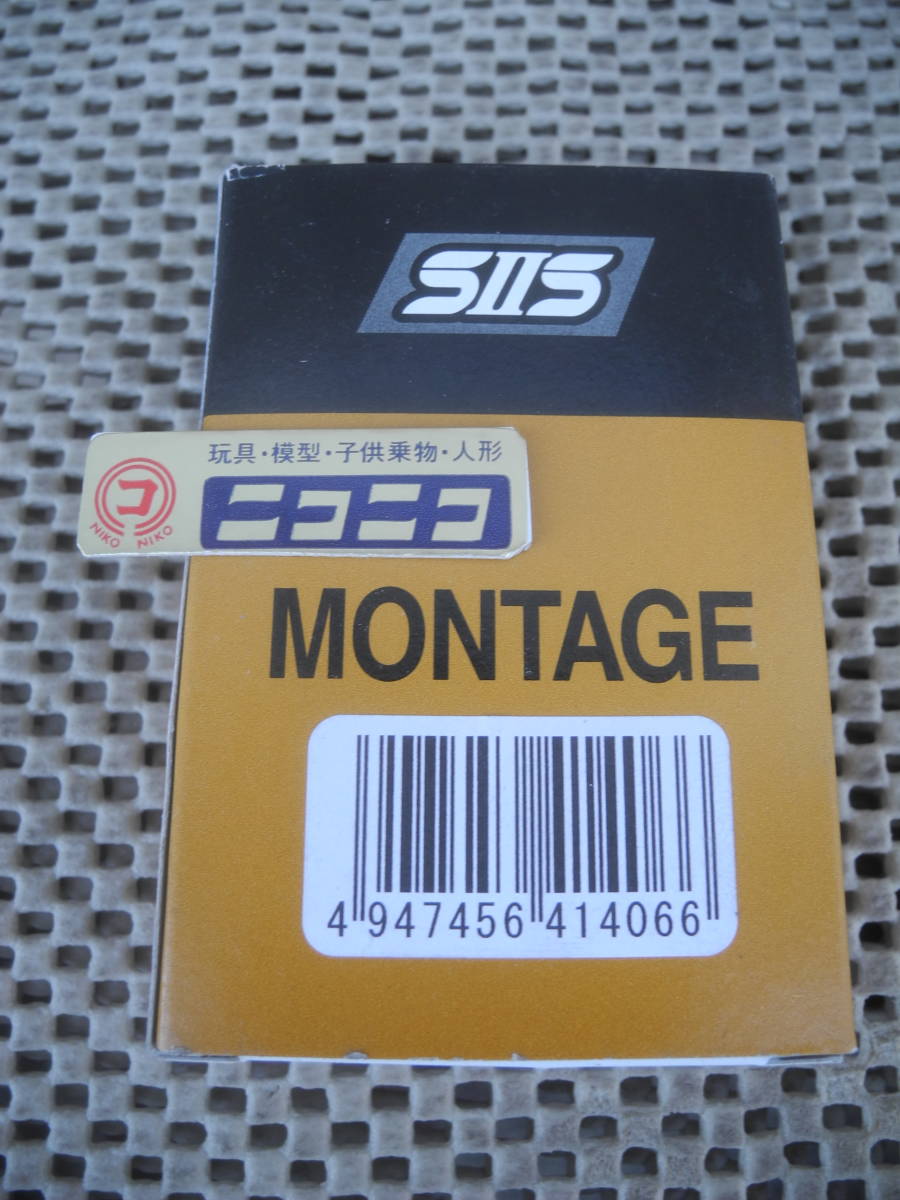 SIIS
玩具・模型・子供乗物・人形
コ
ニコニコ
NIKO NIKO
MONTAGE
4 947456 414066